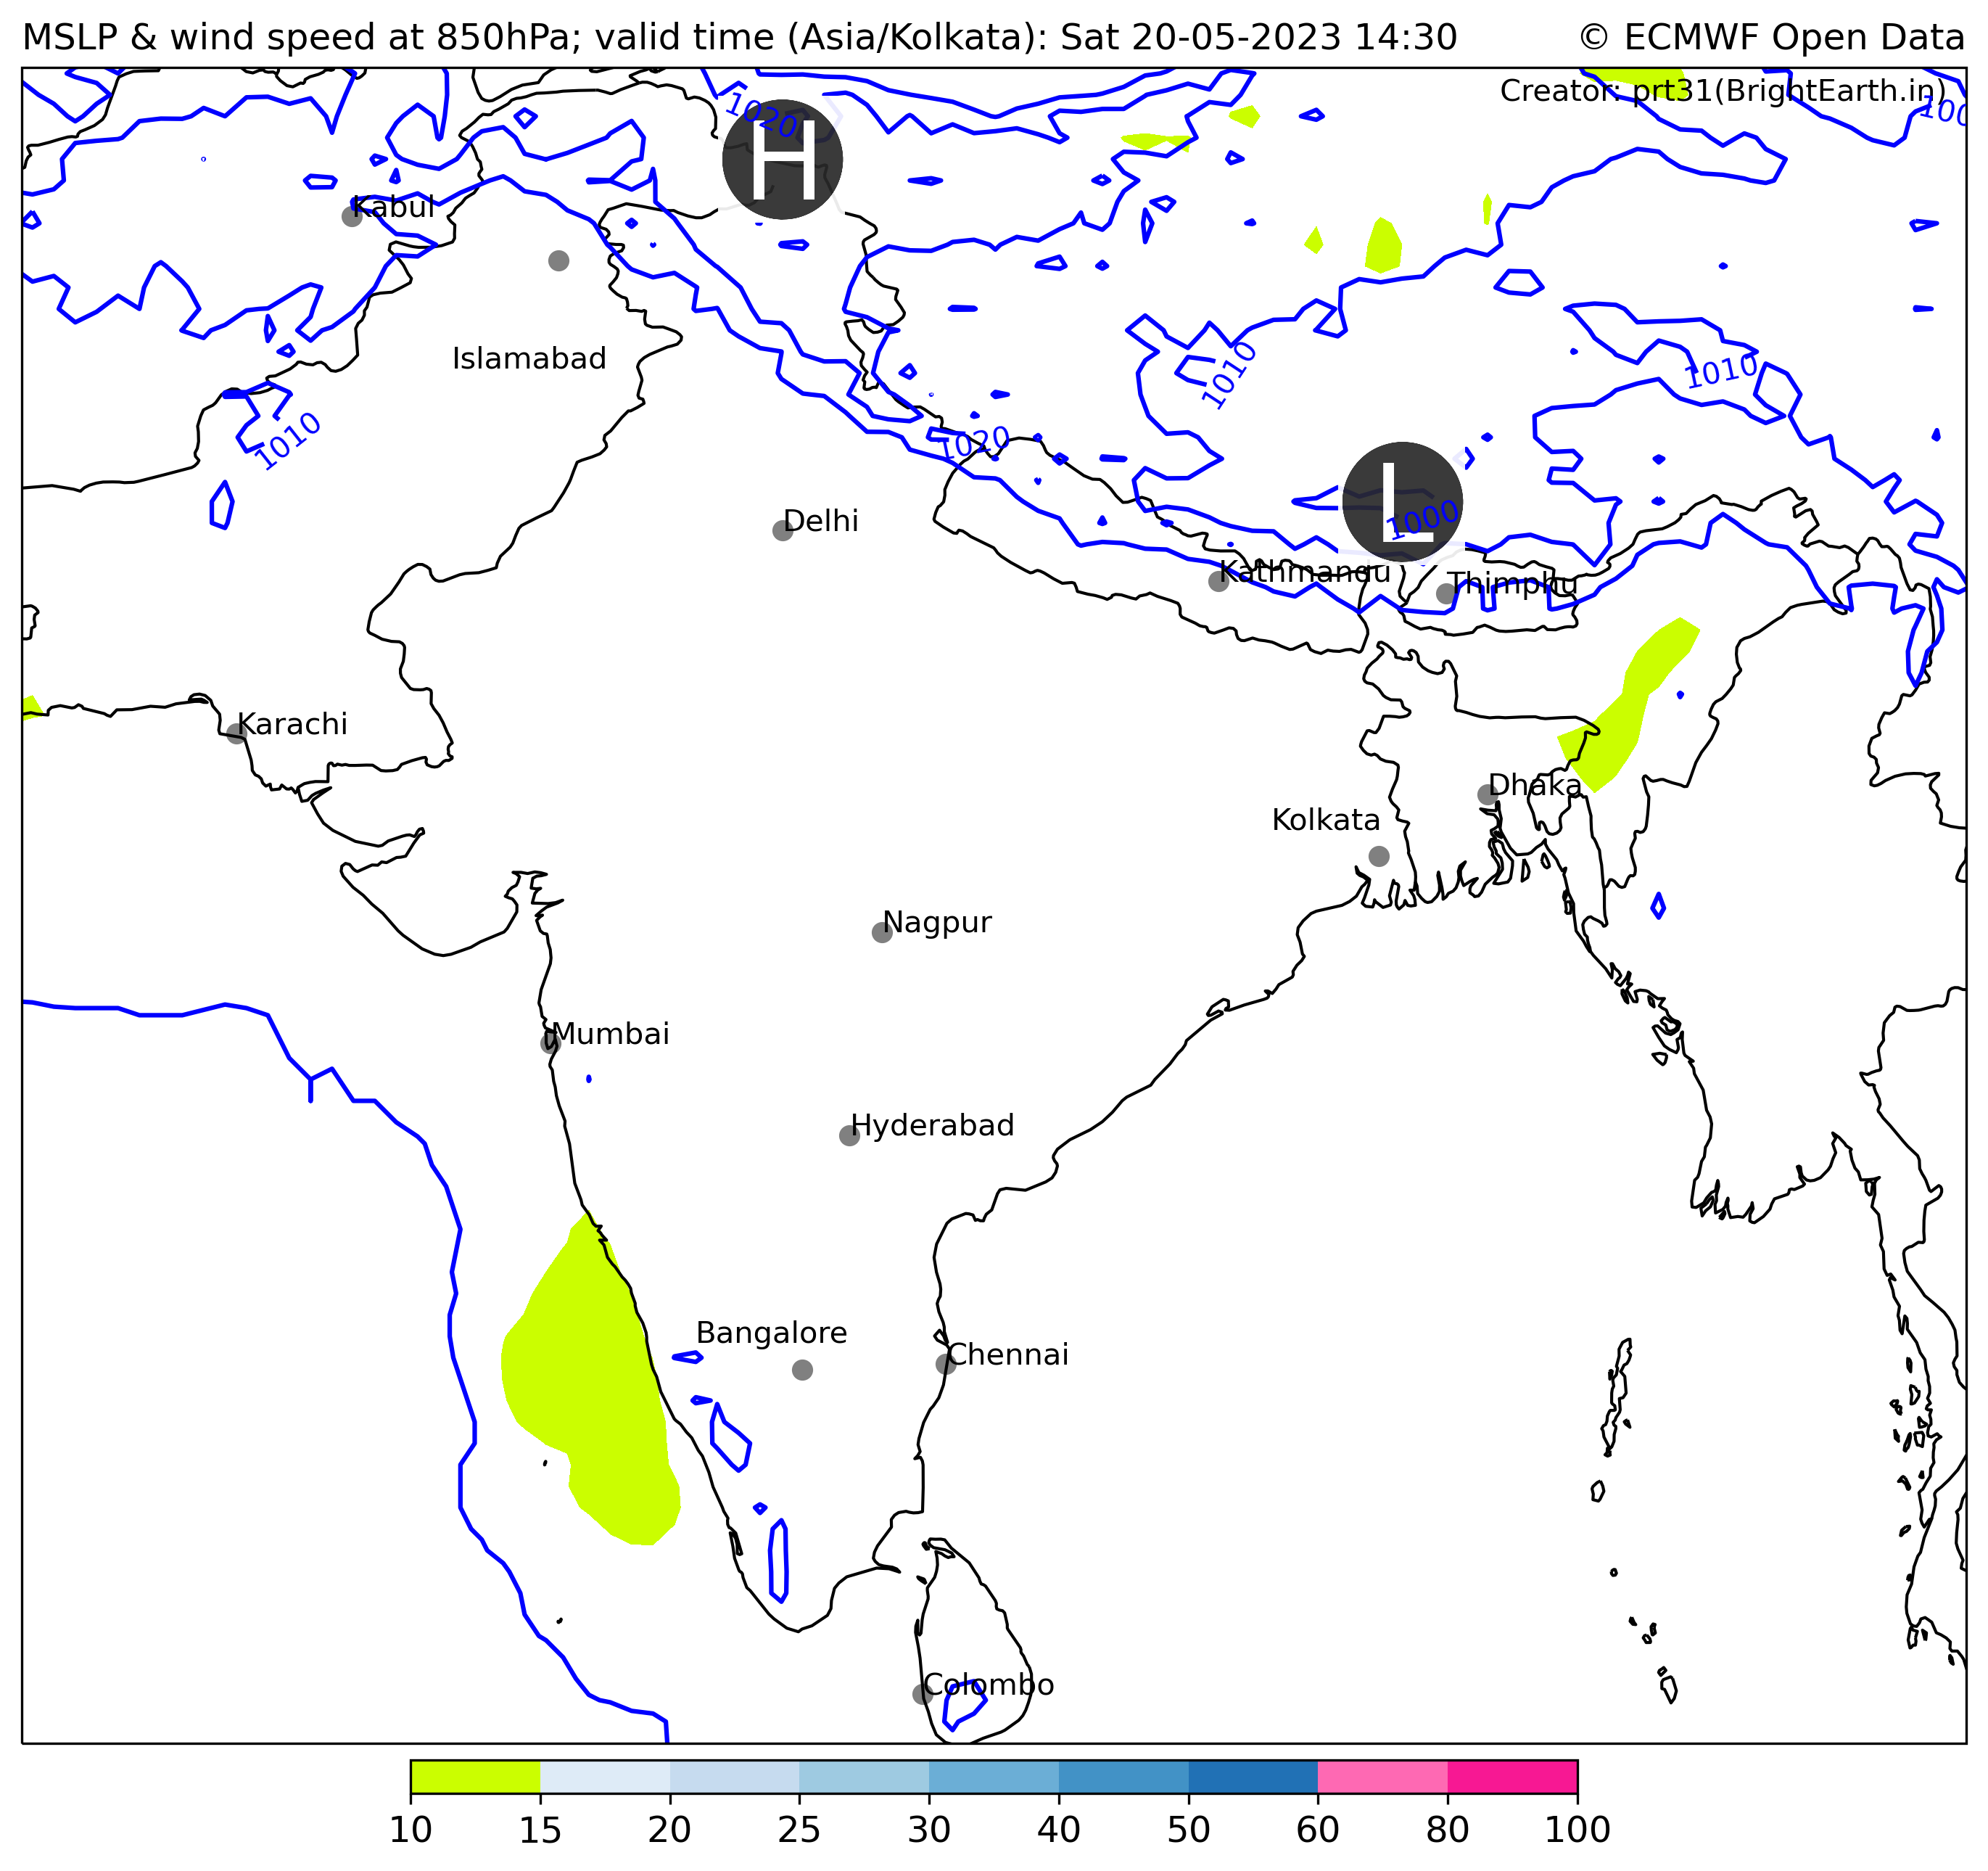 MSLP & wind speed at 850hPa; valid time (Asia/Kolkata): Sat 20-05-2023 14:30 © ECMWF Open Data
Creator: prt31(BrightEarth.in)
1020
100
H
Kabul
Islamabad
1010
1010
1010
1020
L
1000
Delhi
Kathmandu
Thimphu
Karachi
Dhaka
Kolkata
Nagpur
Mumbai
Hyderabad
Bangalore
Chennai
Colombo
10 15 20 25 30 40 50 60 80 100